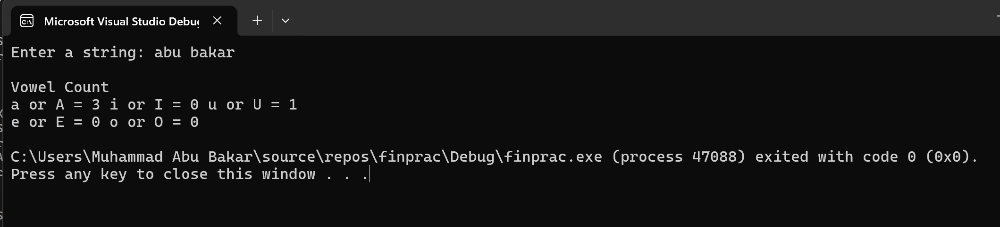 Microsoft Visual Studio Debug
Enter a string: abu bakar
Vowel Count
a or A = 3 i or I = 0 u or U = 1
e or E = 0 o or O = 0
C:\Users\Muhammad Abu Bakar\source\repos\finprac\Debug\finprac.exe (process 47088) exited with code 0 (0x0).
Press any key to close this window . . .